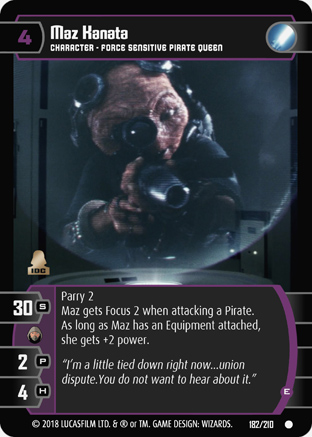 4
Maz Kanata
CHARACTER - FORCE SENSITIVE PIRATE QUEEN
IDC
30 S
2 P
4 H
Parry 2
Maz gets Focus 2 when attacking a Pirate.
As long as Maz has an Equipment attached,
she gets +2 power.
“I’m a little tied down right now...union
dispute.You do not want to hear about it.”
E
© 2018 LUCASFILM LTD. & ® or TM. GAME DESIGN: WIZARDS.
182/210